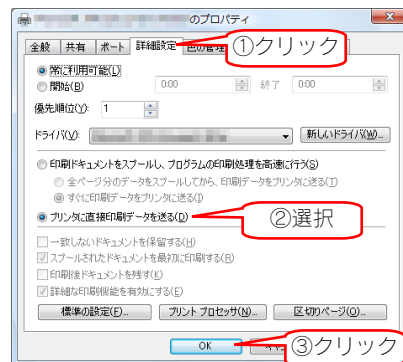 のプロパティ
全般 共有 ポート 詳細設定 色の管理
①クリック
常に利用可能(L)
開始(B) 0:00 終了 0:00
優先順位(Y): 1
ドライバ(V): 新しいドライバ(W)...
印刷ドキュメントをスプールし、プログラムの印刷処理を高速に行う(S)
全ページ分のデータをスプールしてから、印刷データをプリンタに送る(T)
すぐに印刷データをプリンタに送る(I)
プリンタに直接印刷データを送る(D)
②選択
一致しないドキュメントを保留する(H)
スプールされたドキュメントを最初に印刷する(R)
印刷後ドキュメントを残す(K)
詳細な印刷機能を有効にする(E)
標準の設定(F)... プリント プロセッサ(N)... 区切りページ(O)...
OK
③クリック